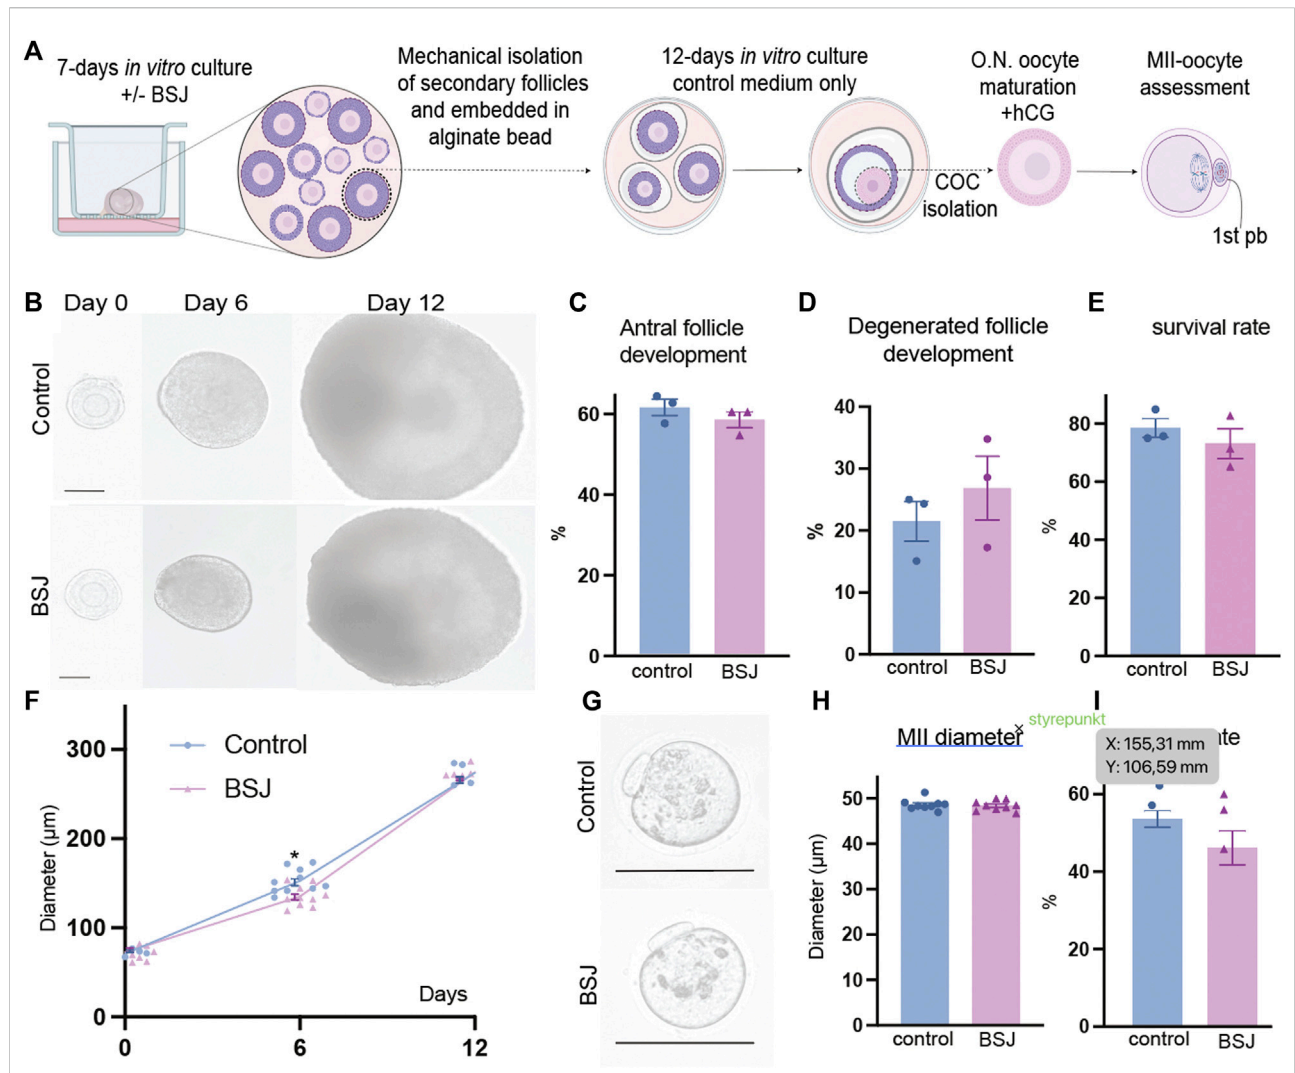 A
7-days in vitro culture
+/- BSJ
Mechanical isolation
of secondary follicles
and embedded in
alginate bead
12-days in vitro culture
control medium only
O.N. oocyte
maturation
+hCG
MII-oocyte
assessment
COC
isolation
1st pb
B
Day 0
Day 6
Day 12
Control
BSJ
C
Antral follicle
development
%
60
40
20
0
control
BSJ
D
Degenerated follicle
development
%
40
30
20
10
0
control
BSJ
E
survival rate
%
80
60
40
20
0
control
BSJ
F
Diameter (µm)
300
200
100
0
Control
BSJ
*
Days
0
6
12
G
Control
BSJ
H
MII diameter
Diameter (µm)
50
40
30
20
10
0
control
BSJ
I
styrepunkt
X: 155,31 mm
Y: 106,59 mm
%
60
40
20
0
control
BSJ